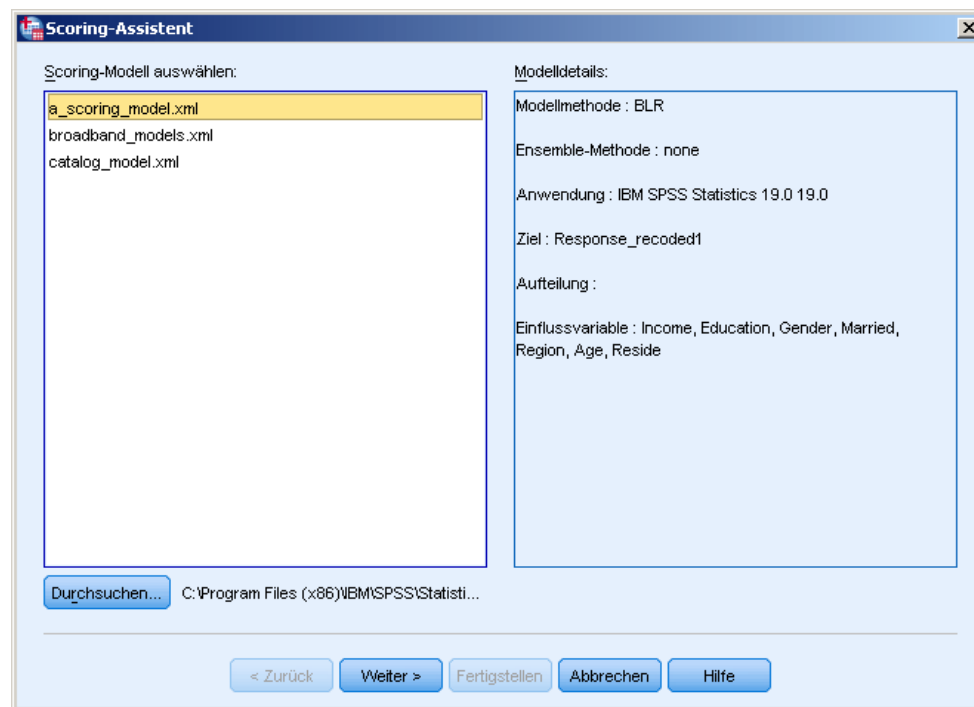 Scoring-Assistent
Scoring-Modell auswählen:
a_scoring_model.xml
broadband_models.xml
catalog_model.xml
Modelldetails:
Modellmethode : BLR
Ensemble-Methode : none
Anwendung : IBM SPSS Statistics 19.0 19.0
Ziel : Response_recoded1
Aufteilung :
Einflussvariable : Income, Education, Gender, Married,
Region, Age, Reside
Durchsuchen... C:\Program Files (x86)\IBM\SPSS\Statisti...
< Zurück Weiter > Fertigstellen Abbrechen Hilfe